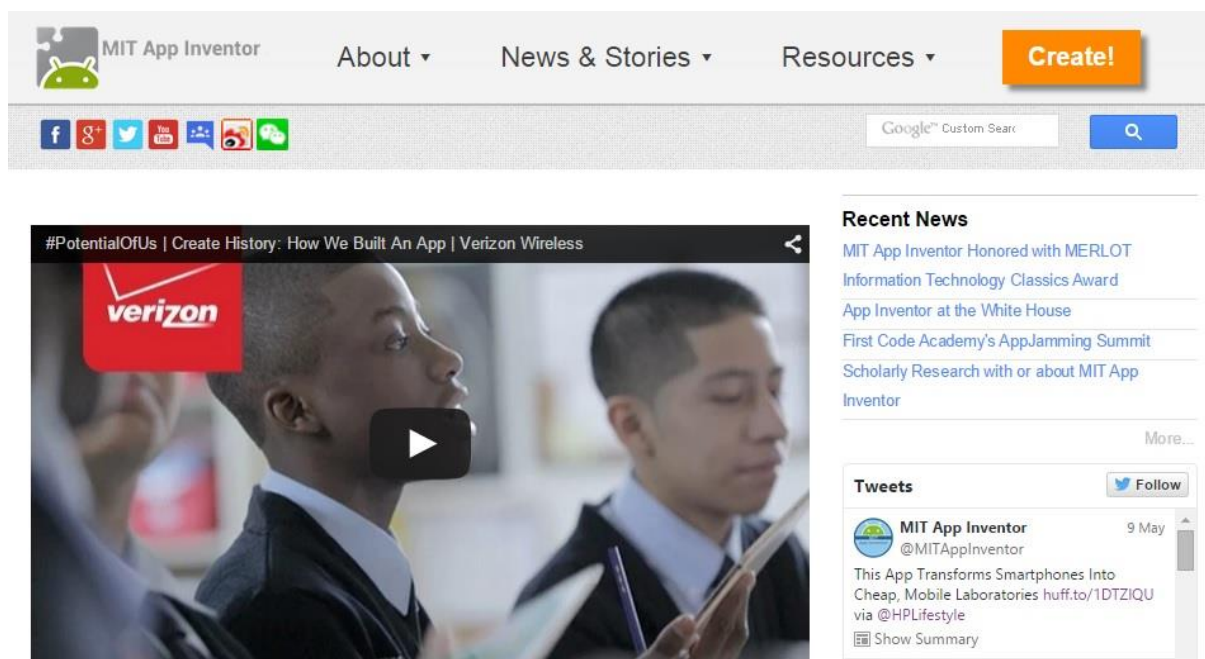 MIT App Inventor
About ▾
News & Stories ▾
Resources ▾
Create!
f
g+
You
Tube
Google™ Custom Searc
#PotentialOfUs | Create History: How We Built An App | Verizon Wireless
verizon
Recent News
MIT App Inventor Honored with MERLOT
Information Technology Classics Award
App Inventor at the White House
First Code Academy's AppJamming Summit
Scholarly Research with or about MIT App
Inventor
More...
Tweets
Follow
MIT App Inventor
9 May
@MITAppInventor
This App Transforms Smartphones Into
Cheap, Mobile Laboratories huff.to/1DTZIQU
via @HPLifestyle
Show Summary